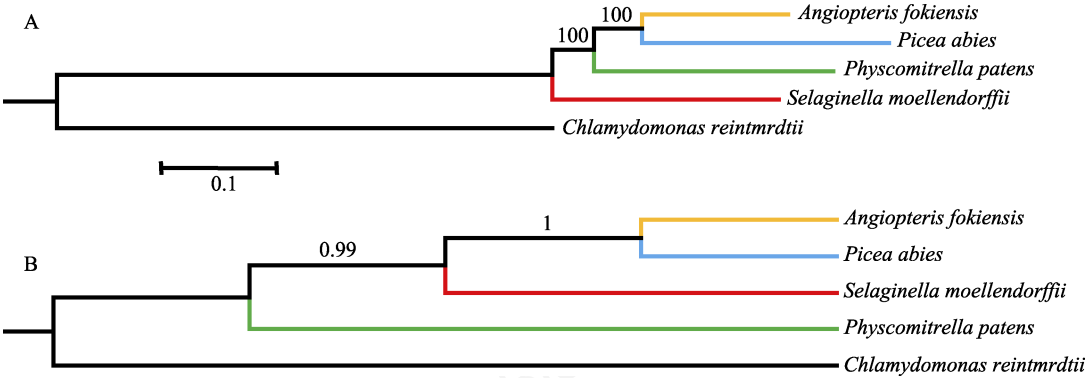 A
100
100
Angiopteris fokiensis
Picea abies
Physcomitrella patens
Selaginella moellendorffii
Chlamydomonas reintmrdtii
0.1
B
0.99
1
Angiopteris fokiensis
Picea abies
Selaginella moellendorffii
Physcomitrella patens
Chlamydomonas reintmrdtii